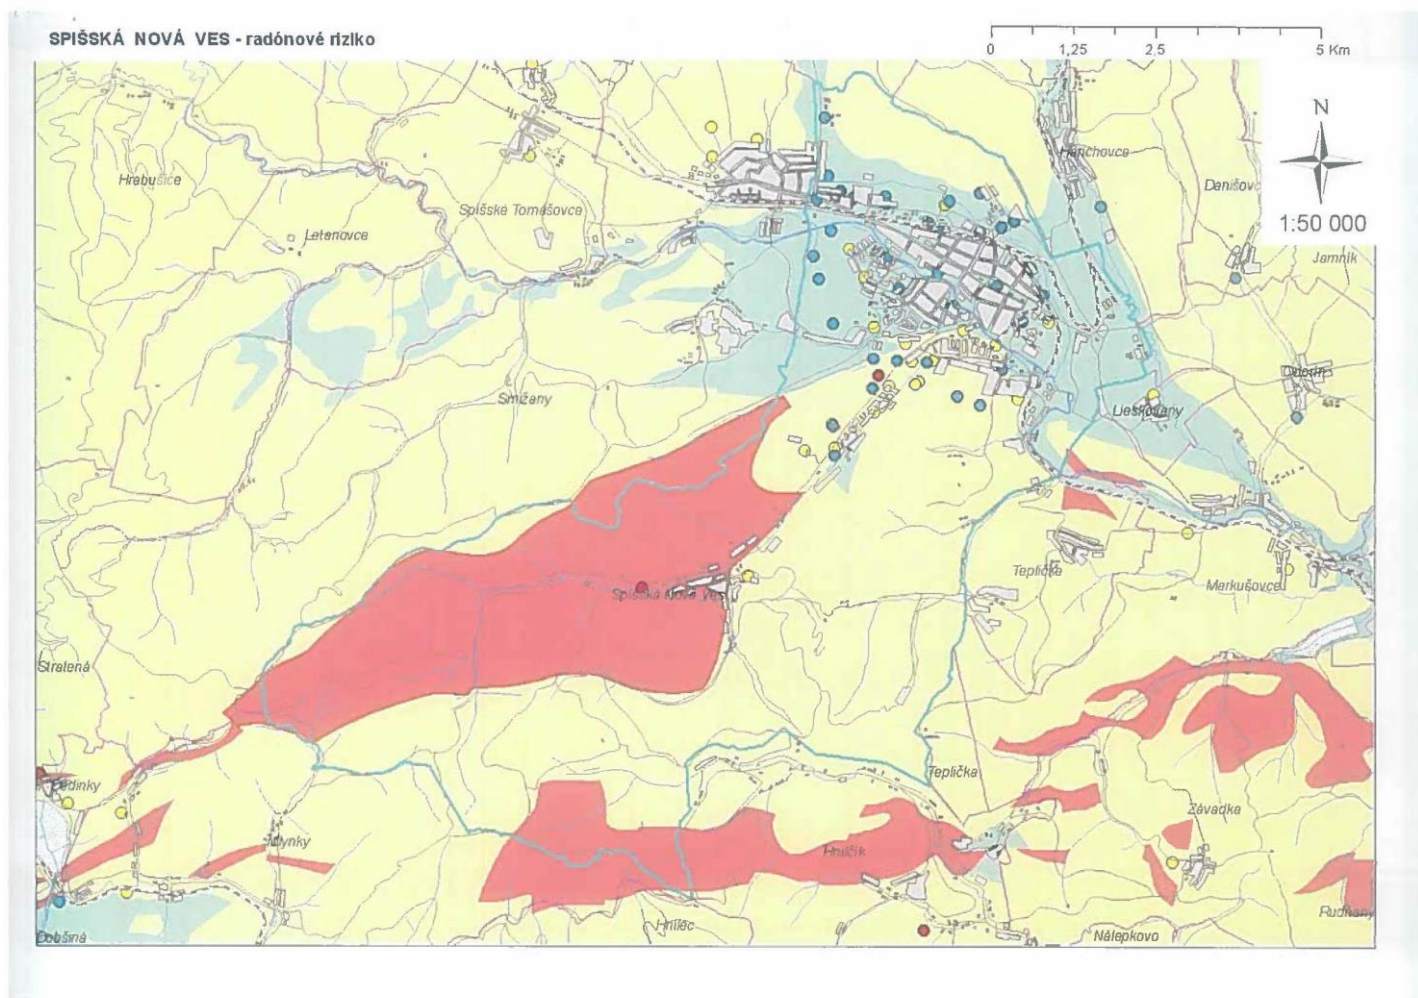 SPIŠSKÁ NOVÁ VES - radónové riziko
0 1,25 2,5 5 Km
N
1:50 000
Harichovce
Hrabušice
Danišovc
Spišské Tomášovce
Letanovce
Jamník
Odorín
Smižany
Lieskovany
Teplička
Markušovce
Spišská Nová Ves
Stratená
Teplička
Dedinky
Závadka
Mlynky
Hnilčík
Rudňany
Hnilec
Nálepkovo
Dobšiná